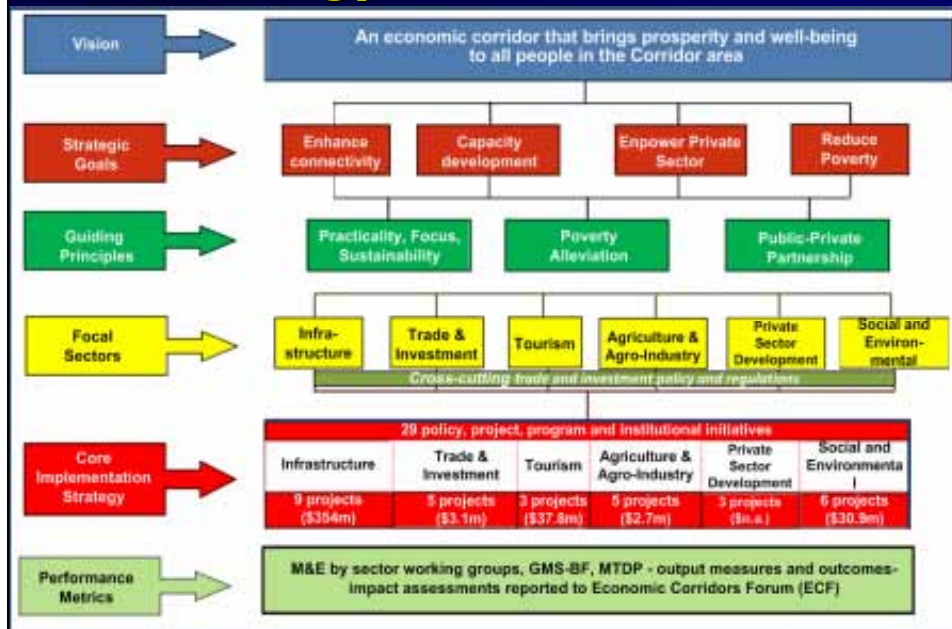 Vision
An economic corridor that brings prosperity and well-being
to all people in the Corridor area
Strategic
Goals
Enhance
connectivity
Capacity
development
Enpower Private
Sector
Reduce
Poverty
Guiding
Principles
Practicality, Focus,
Sustainability
Poverty
Alleviation
Public-Private
Partnership
Focal
Sectors
Infra-
structure
Trade &
Investment
Tourism
Agriculture &
Agro-Industry
Private
Sector
Development
Social and
Environ-
mental
Cross-cutting trade and investment policy and regulations
Core
Implementation
Strategy
29 policy, project, program and institutional initiatives
Infrastructure
Trade &
Investment
Tourism
Agriculture &
Agro-Industry
Private
Sector
Development
Social and
Environmenta
l
9 projects
($354m)
5 projects
($3.1m)
3 projects
($37.8m)
5 projects
($2.7m)
3 projects
($n.a.)
6 projects
($30.9m)
Performance
Metrics
M&E by sector working groups, GMS-BF, MTDP - output measures and outcomes-
impact assessments reported to Economic Corridors Forum (ECF)